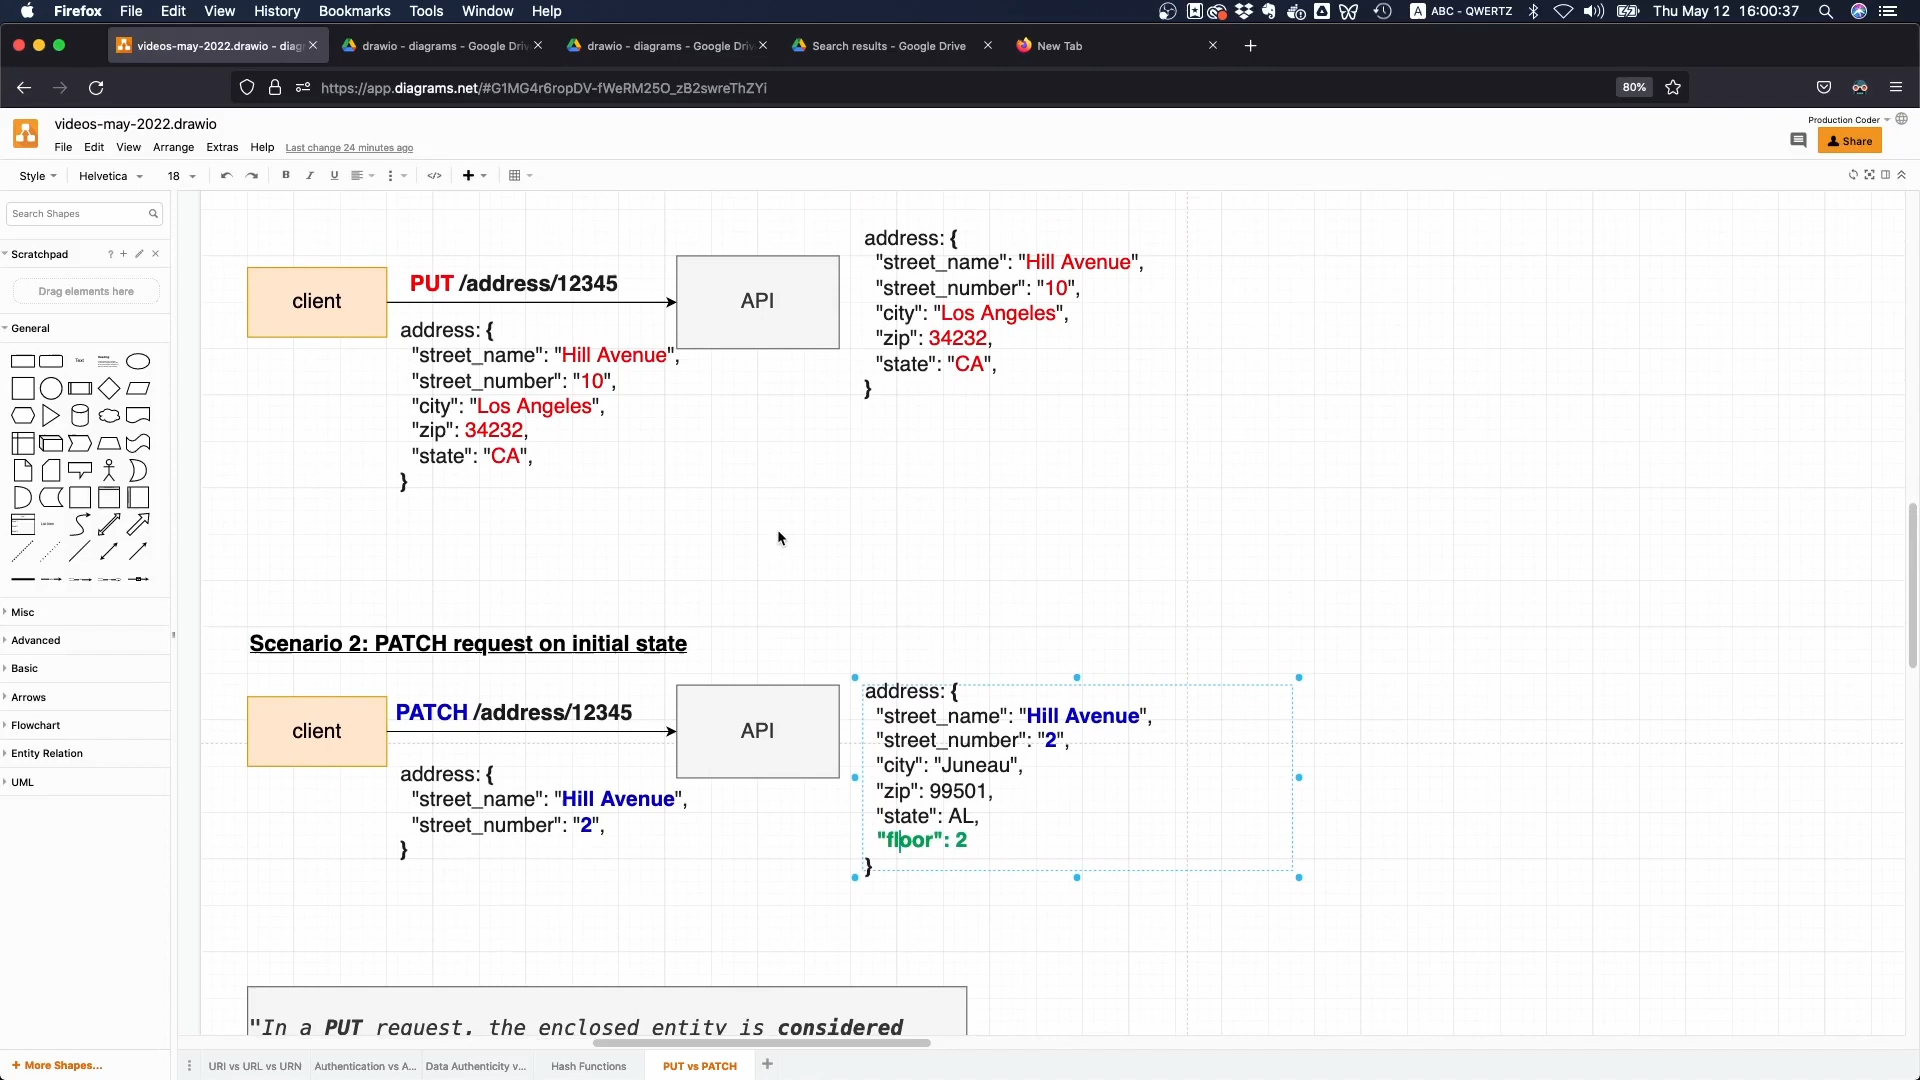 Firefox File Edit View History Bookmarks Tools Window Help
ABC - QWERTZ
Thu May 12 16:00:37
videos-may-2022.drawio - diag
drawio - diagrams - Google Driv
drawio - diagrams - Google Driv
Search results - Google Drive
New Tab
https://app.diagrams.net/#G1MG4r6ropDV-fWeRM25O_zB2swreThZYi
80%
videos-may-2022.drawio
Production Coder
File Edit View Arrange Extras Help Last change 24 minutes ago
Share
Style Helvetica 18
B I U
Search Shapes
Scratchpad
Drag elements here
General
Text
Heading
List Item
Misc
Advanced
Basic
Arrows
Flowchart
Entity Relation
UML
+ More Shapes...
client
PUT /address/12345
API
address: {
"street_name": "Hill Avenue",
"street_number": "10",
"city": "Los Angeles",
"zip": 34232,
"state": "CA",
}
address: {
"street_name": "Hill Avenue",
"street_number": "10",
"city": "Los Angeles",
"zip": 34232,
"state": "CA",
}
Scenario 2: PATCH request on initial state
client
PATCH /address/12345
API
address: {
"street_name": "Hill Avenue",
"street_number": "2",
}
address: {
"street_name": "Hill Avenue",
"street_number": "2",
"city": "Juneau",
"zip": 99501,
"state": AL,
"floor": 2
}
"In a PUT request, the enclosed entity is considered
URI vs URL vs URN
Authentication vs A...
Data Authenticity v...
Hash Functions
PUT vs PATCH